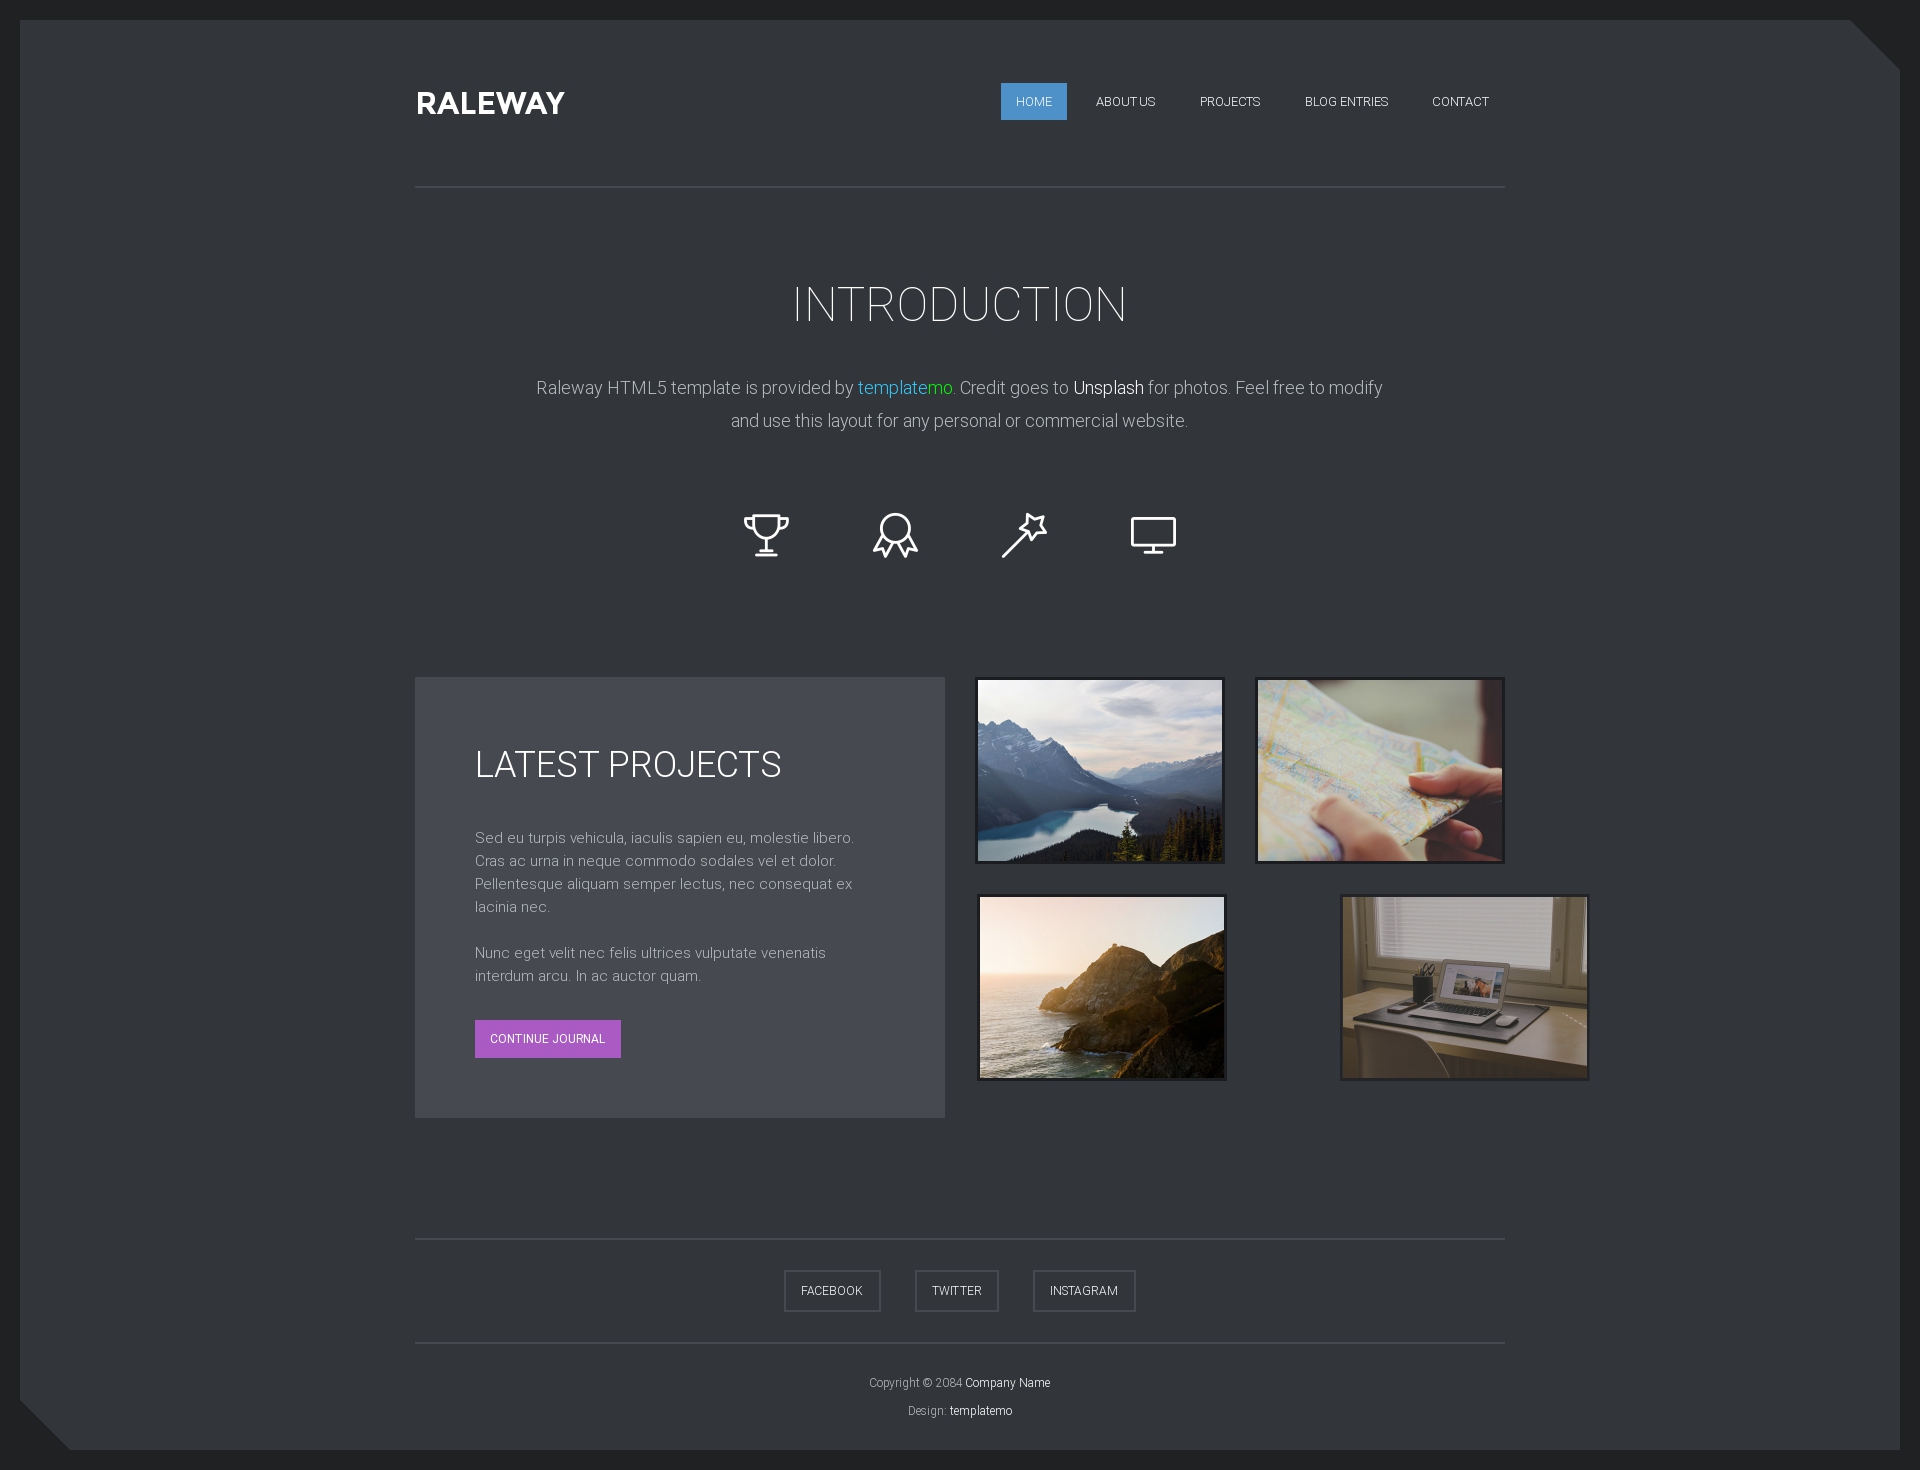 RALEWAY
HOME
ABOUT US
PROJECTS
BLOG ENTRIES
CONTACT
INTRODUCTION
Raleway HTML5 template is provided by templatemo. Credit goes to Unsplash for photos. Feel free to modify
and use this layout for any personal or commercial website.
LATEST PROJECTS
Sed eu turpis vehicula, iaculis sapien eu, molestie libero.
Cras ac urna in neque commodo sodales vel et dolor.
Pellentesque aliquam semper lectus, nec consequat ex
lacinia nec.
Nunc eget velit nec felis ultrices vulputate venenatis
interdum arcu. In ac auctor quam.
CONTINUE JOURNAL
FACEBOOK
TWITTER
INSTAGRAM
Copyright © 2084 Company Name
Design: templatemo